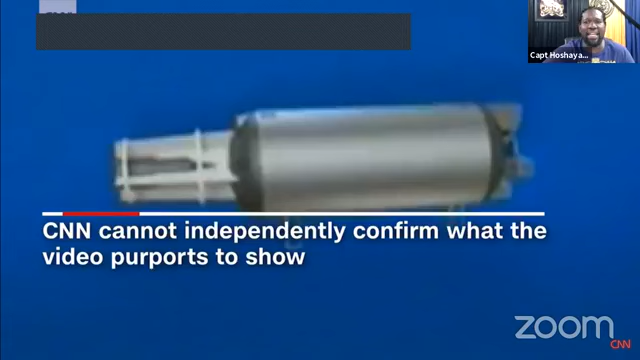 Capt Hoshaya...
CNN cannot independently confirm what the
video purports to show
zoom
CNN